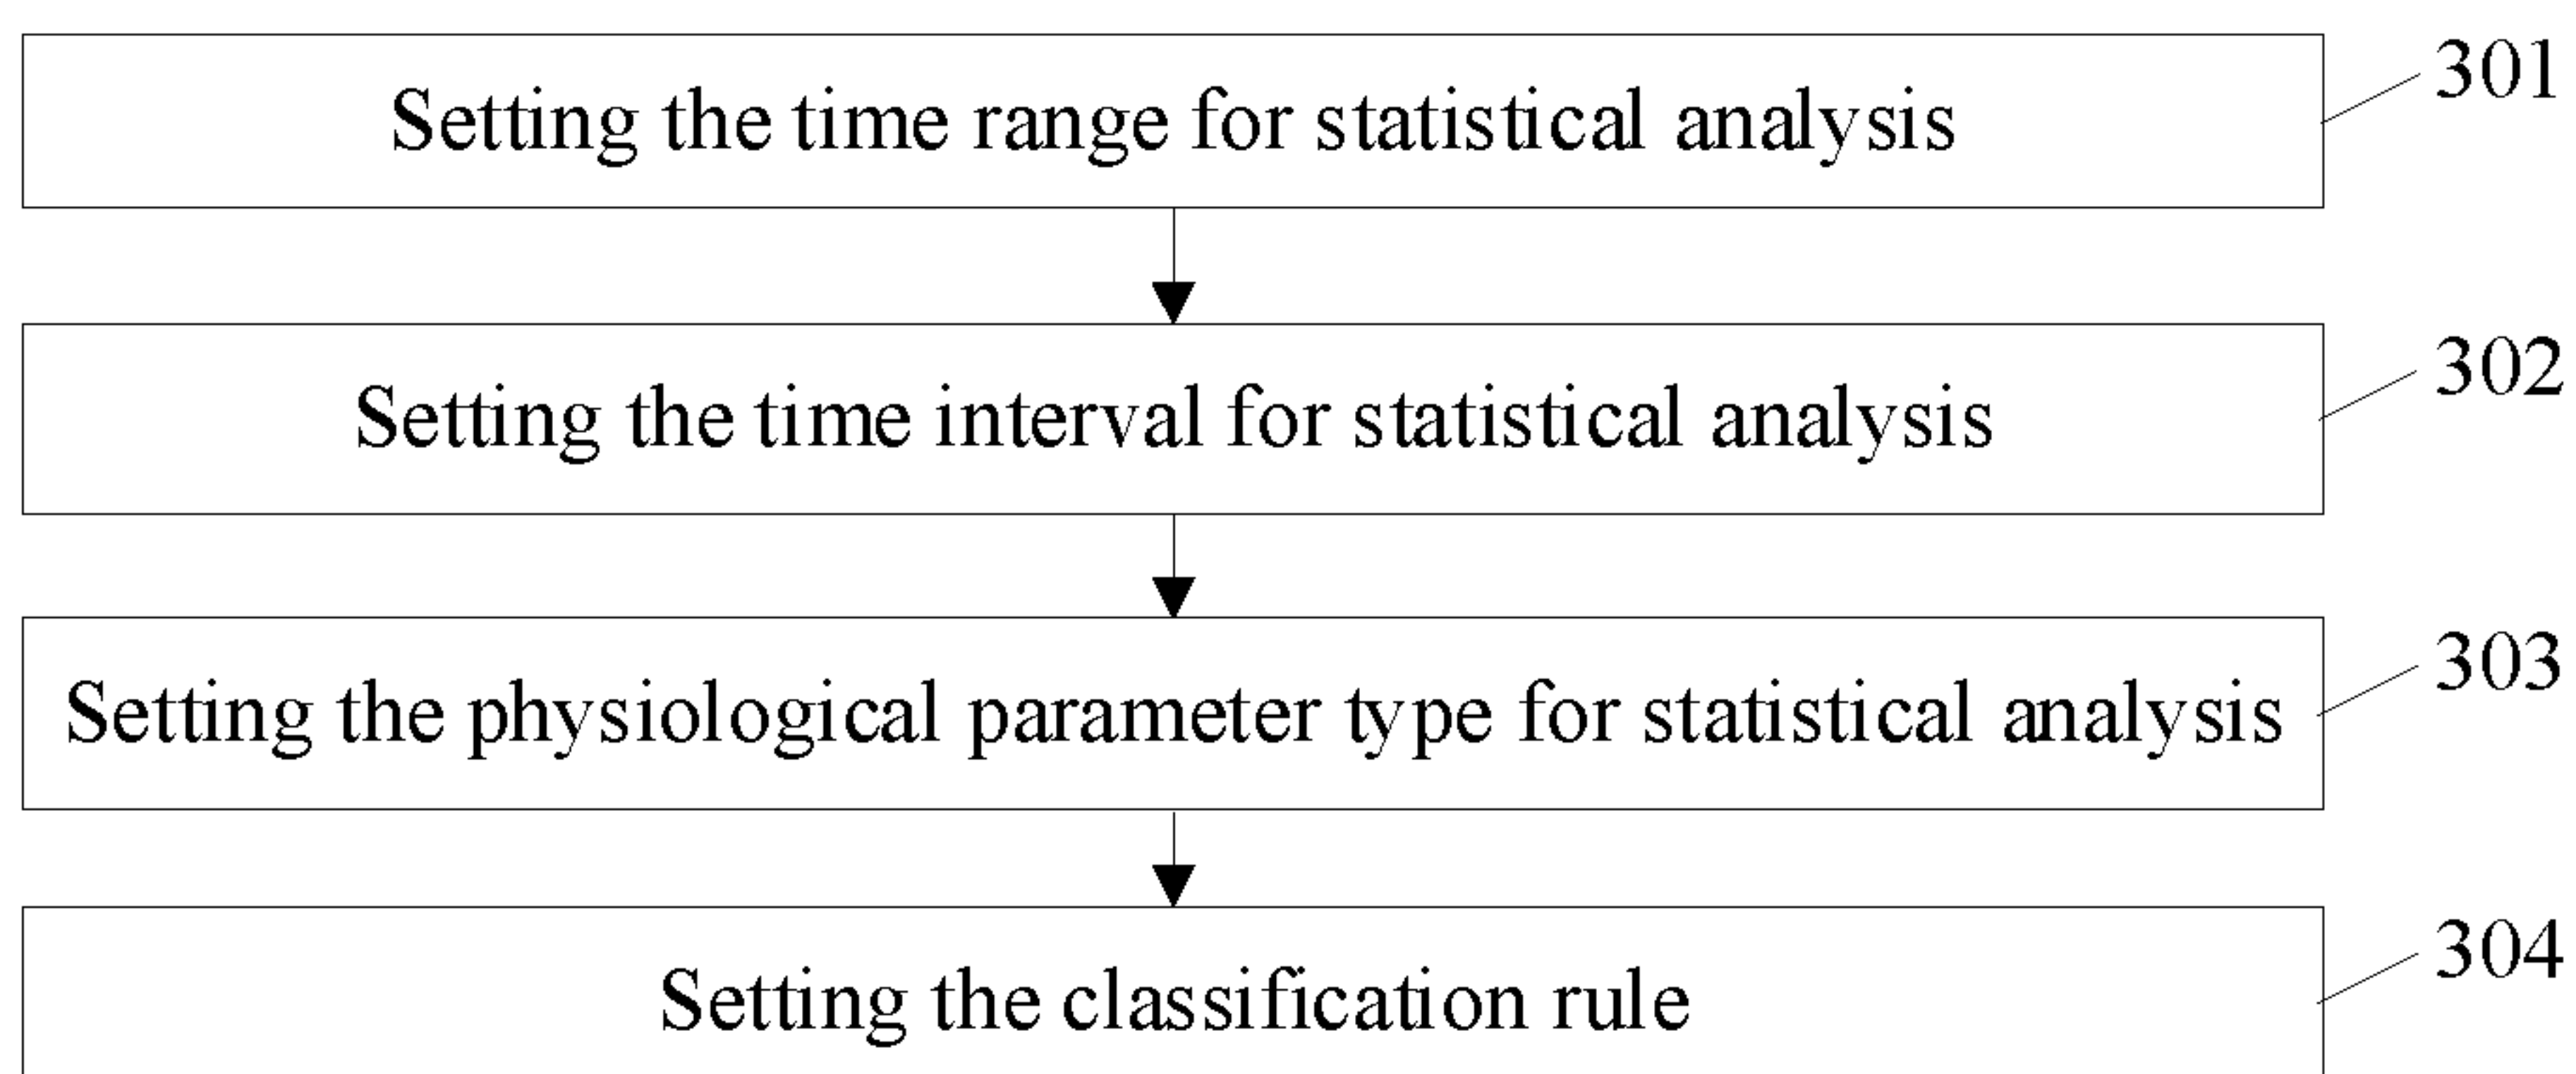 Setting the time range for statistical analysis
301
Setting the time interval for statistical analysis
302
Setting the physiological parameter type for statistical analysis
303
Setting the classification rule
304